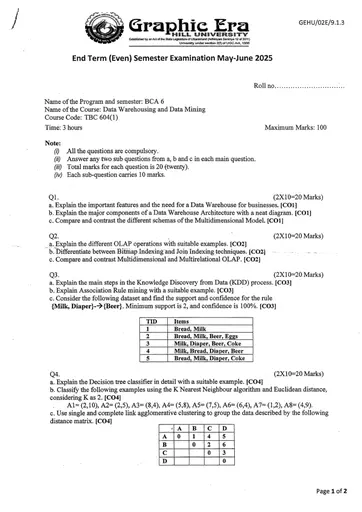 GEHU/02E/9.1.3
Graphic Era
HILL UNIVERSITY
End Term (Even) Semester Examination May-June 2025
Roll no..............................
Name of the Program and semester: BCA 6
Name of the Course: Data Warehousing and Data Mining
Course Code: TBC 604(1)
Time: 3 hours Maximum Marks: 100
Note:
(i) All the questions are compulsory.
(ii) Answer any two sub questions from a, b and c in each main question.
(iii) Total marks for each question is 20 (twenty).
(iv) Each sub-question carries 10 marks.
Q1. (2X10=20 Marks)
a. Explain the important features and the need for a Data Warehouse for businesses. [CO1]
b. Explain the major components of a Data Warehouse Architecture with a neat diagram. [CO1]
c. Compare and contrast the different schemas of the Multidimensional Model. [CO1]
Q2. (2X10=20 Marks)
a. Explain the different OLAP operations with suitable examples. [CO2]
b. Differentiate between Bitmap Indexing and Join Indexing techniques. [CO2]
c. Compare and contrast Multidimensional and Multirelational OLAP. [CO2]
Q3. (2X10=20 Marks)
a. Explain the main steps in the Knowledge Discovery from Data (KDD) process. [CO3]
b. Explain Association Rule mining with a suitable example. [CO3]
c. Consider the following dataset and find the support and confidence for the rule
{Milk, Diaper}-→{Beer}. Minimum support is 2, and confidence is 100%. [CO3]
TID Items
1 Bread, Milk
2 Bread, Milk, Beer, Eggs
3 Milk, Diaper, Beer, Coke
4 Milk, Bread, Diaper, Beer
5 Bread, Milk, Diaper, Coke
Q4. (2X10=20 Marks)
a. Explain the Decision tree classifier in detail with a suitable example. [CO4]
b. Classify the following examples using the K Nearest Neighbour algorithm and Euclidean distance,
considering K as 2. [CO4]
A1= (2,10), A2= (2,5), A3= (8,4), A4= (5,8), A5= (7,5), A6= (6,4), A7= (1,2), A8= (4,9).
c. Use single and complete link agglomerative clustering to group the data described by the following
distance matrix. [CO4]
A B C D
A 0 1 4 5
B 0 2 6
C 0 3
D 0
Page 1 of 2